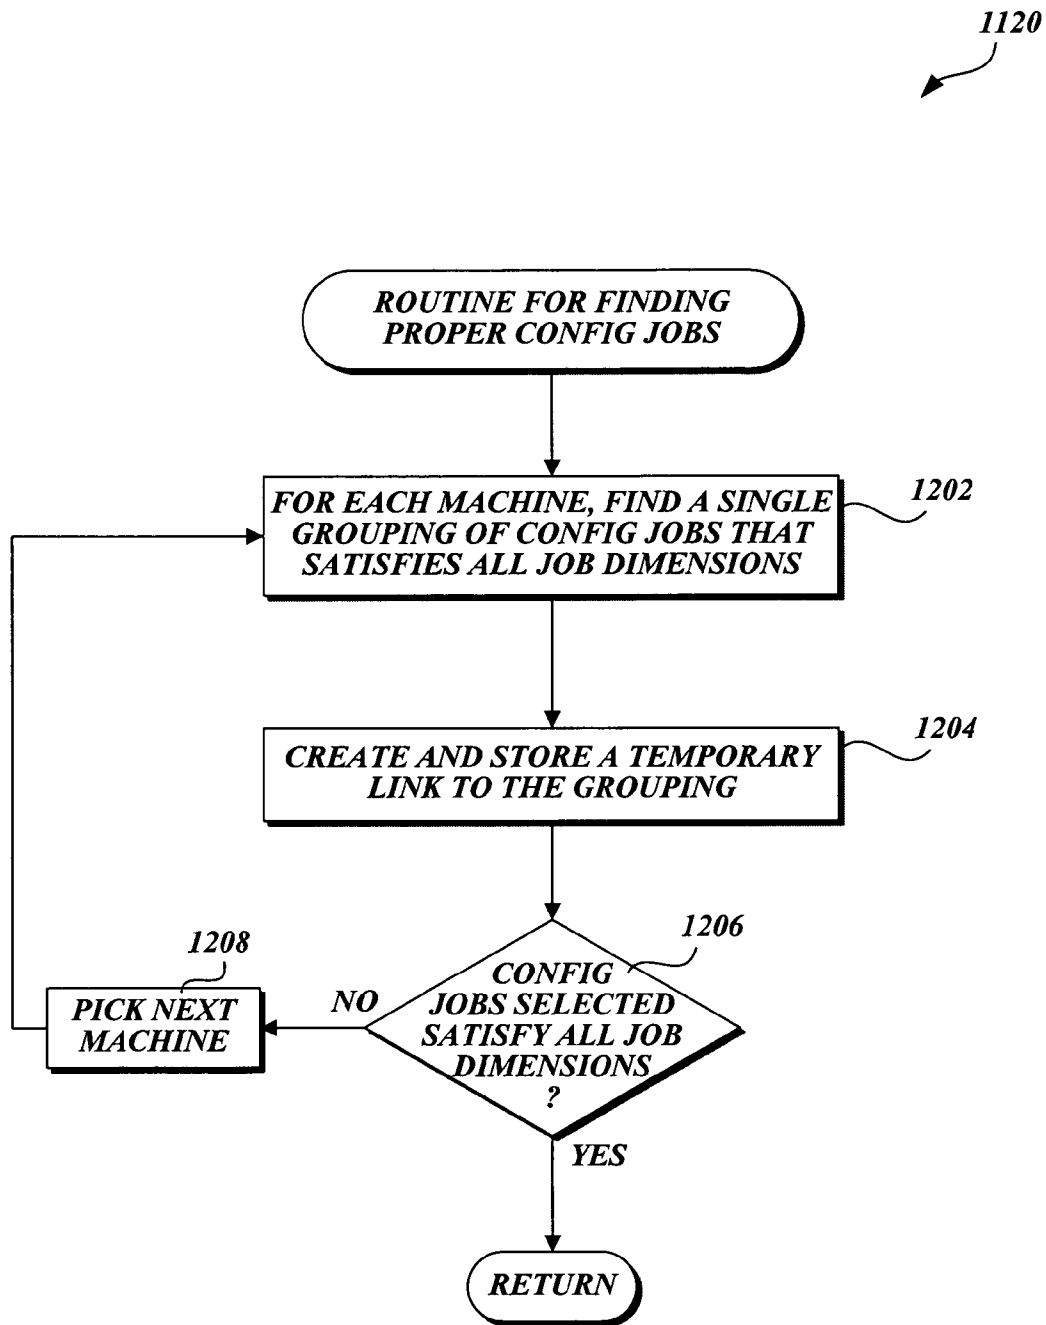 1120
ROUTINE FOR FINDING
PROPER CONFIG JOBS
1202
FOR EACH MACHINE, FIND A SINGLE
GROUPING OF CONFIG JOBS THAT
SATISFIES ALL JOB DIMENSIONS
1204
CREATE AND STORE A TEMPORARY
LINK TO THE GROUPING
1206
CONFIG
JOBS SELECTED
SATISFY ALL JOB
DIMENSIONS
?
NO
1208
PICK NEXT
MACHINE
YES
RETURN